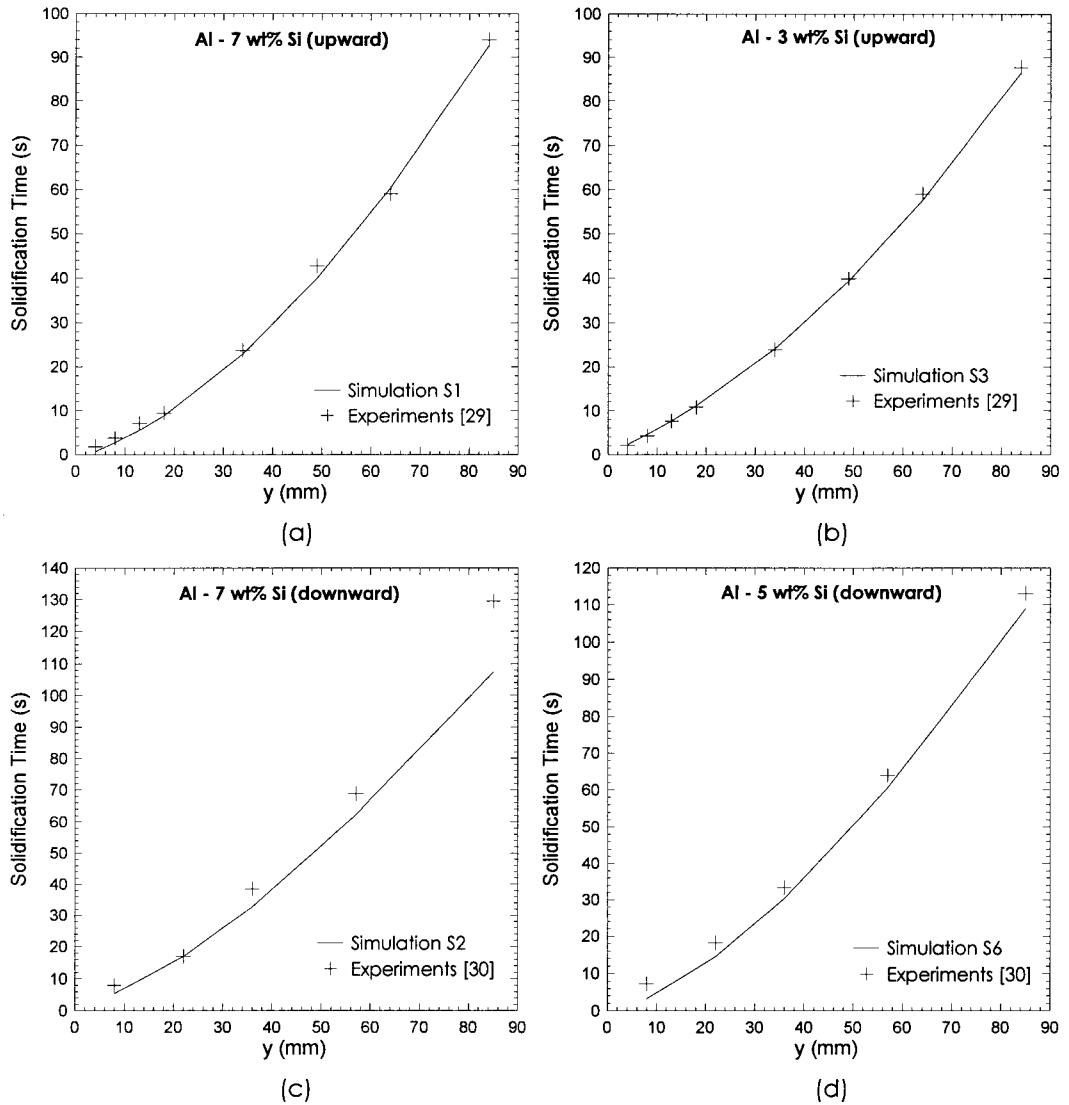 Al - 7 wt% Si (upward)
Solidification Time (s)
100
90
80
70
60
50
40
30
20
10
0
Simulation S1
Experiments [29]
0 10 20 30 40 50 60 70 80 90
y (mm)
(a)
Al - 3 wt% Si (upward)
Solidification Time (s)
100
90
80
70
60
50
40
30
20
10
0
Simulation S3
Experiments [29]
0 10 20 30 40 50 60 70 80 90
y (mm)
(b)
Al - 7 wt% Si (downward)
Solidification Time (s)
140
130
120
110
100
90
80
70
60
50
40
30
20
10
0
Simulation S2
Experiments [30]
0 10 20 30 40 50 60 70 80 90
y (mm)
(c)
Al - 5 wt% Si (downward)
Solidification Time (s)
120
110
100
90
80
70
60
50
40
30
20
10
0
Simulation S6
Experiments [30]
0 10 20 30 40 50 60 70 80 90
y (mm)
(d)